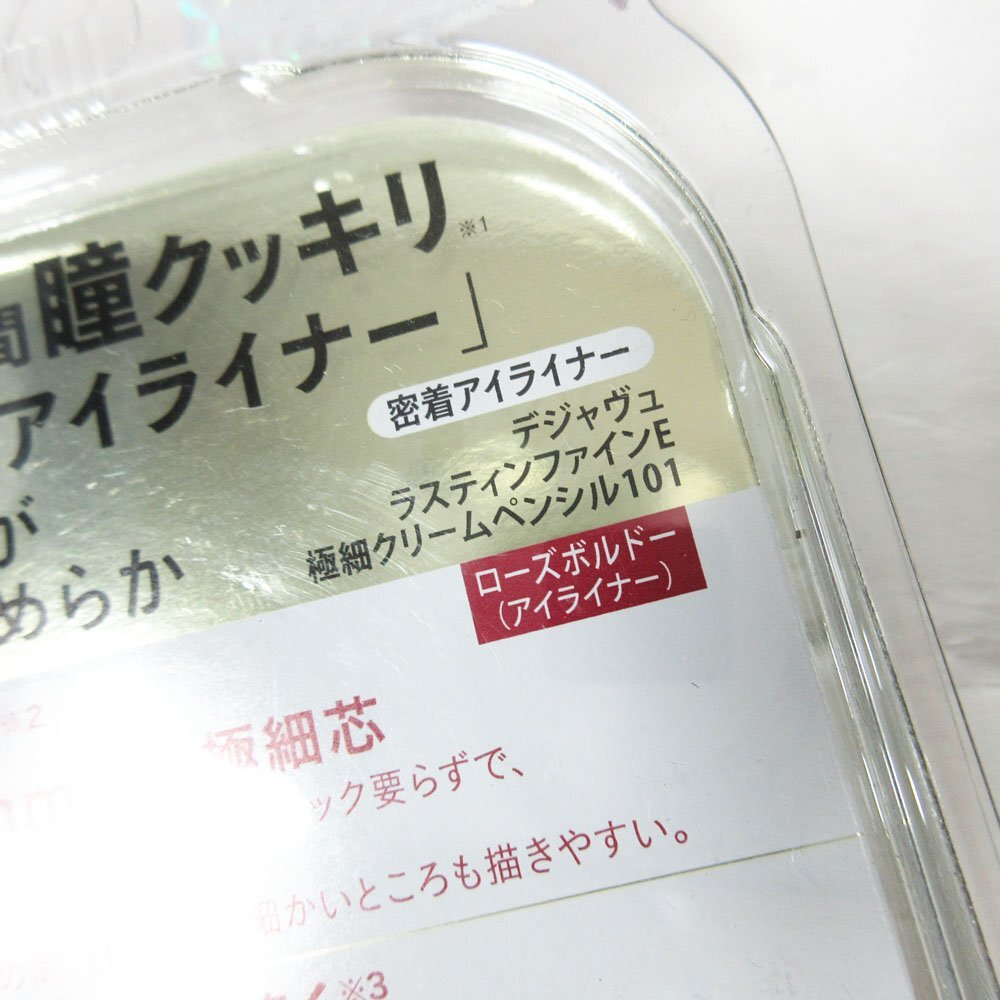 間瞳クッキリ※1
アイライナー」
密着アイライナー
デジャヴュ
ラスティンファインE
極細クリームペンシル101
が
めらか
ローズボルドー
(アイライナー)
※2
極細芯
ック要らずで、
細かいところも描きやすい。
※3